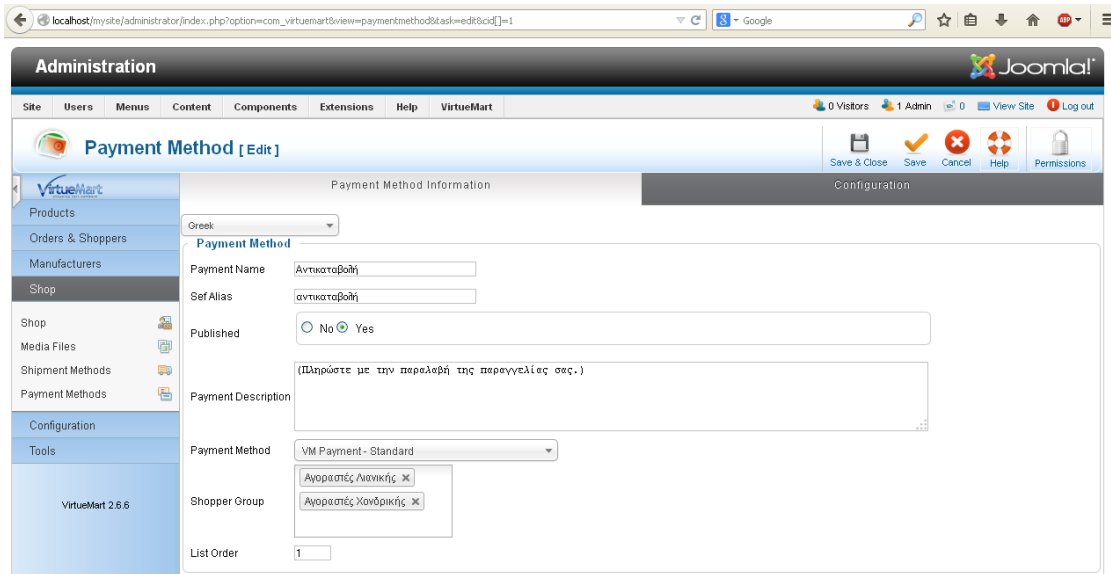 localhost/mysite/administrator/index.php?option=com_virtuemart&view=paymentmethod&task=edit&cid[]=1
8 Google
ABP
Administration
Joomla!
Site Users Menus Content Components Extensions Help VirtueMart 0 Visitors 1 Admin 0 View Site Log out
Payment Method [ Edit ]
Save & Close Save Cancel Help Permissions
VirtueMart
Payment Method Information Configuration
Products
Greek
Orders & Shoppers
Payment Method
Manufacturers
Payment Name Αντικαταβολή
Shop
Sef Alias αντικαταβολή
Shop
Published No Yes
Media Files
Shipment Methods
(Πληρώστε με την παραλαβή της παραγγελίας σας.)
Payment Methods
Payment Description
Configuration
Tools
Payment Method VM Payment - Standard
Αγοραστές Λιανικής ×
Shopper Group Αγοραστές Χονδρικής ×
VirtueMart 2.6.6
List Order 1